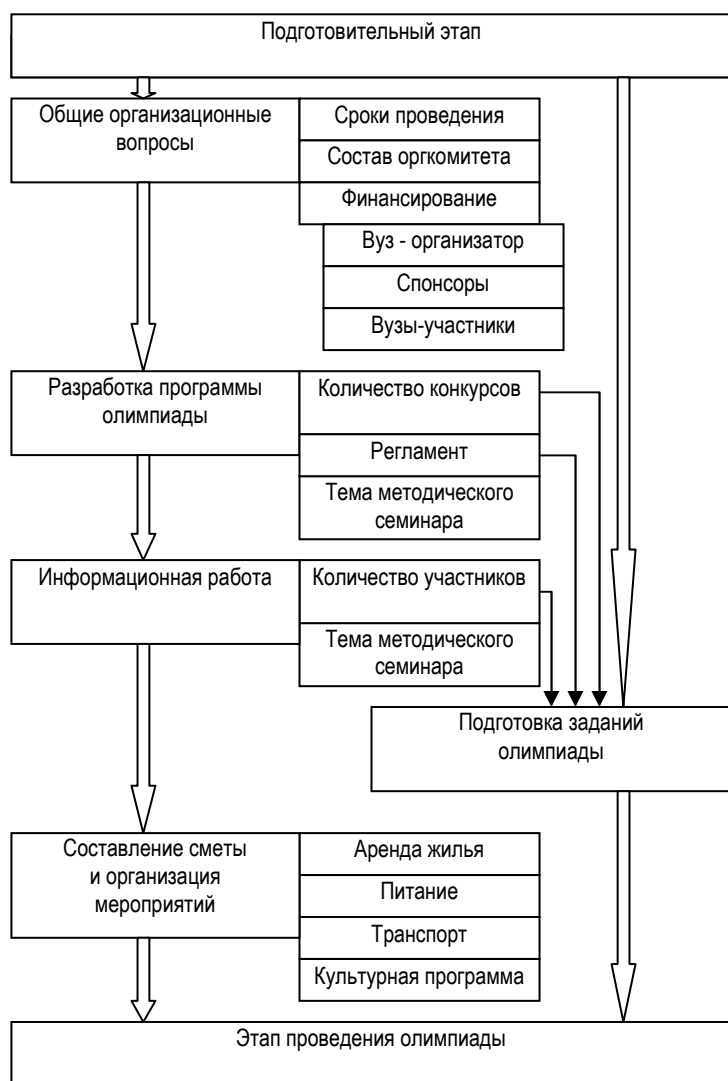 Подготовительный этап
Общие организационные
вопросы
Сроки проведения
Состав оргкомитета
Финансирование
Вуз - организатор
Спонсоры
Вузы-участники
Разработка программы
олимпиады
Количество конкурсов
Регламент
Тема методического
семинара
Информационная работа
Количество участников
Тема методического
семинара
Подготовка заданий
олимпиады
Составление сметы
и организация
мероприятий
Аренда жилья
Питание
Транспорт
Культурная программа
Этап проведения олимпиады